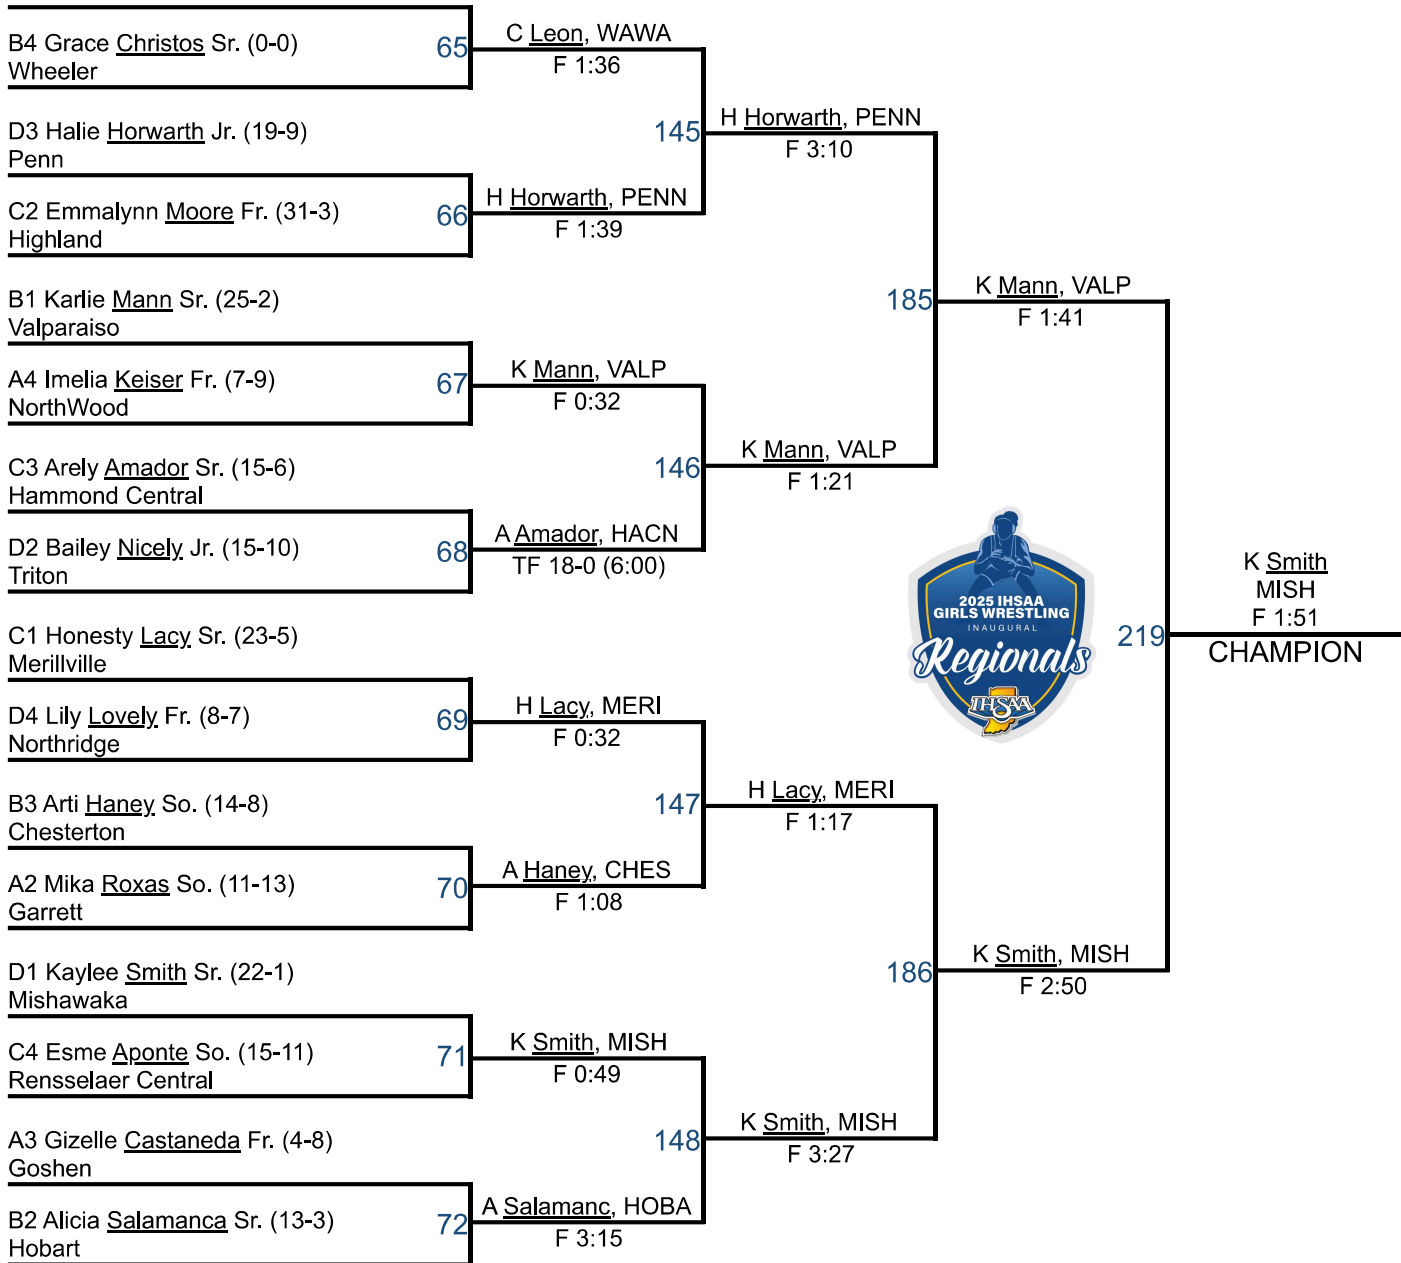 B4 Grace Christos Sr. (0-0)
Wheeler
65
C Leon, WAWA
F 1:36
D3 Halie Horwarth Jr. (19-9)
Penn
145
H Horwarth, PENN
F 3:10
C2 Emmalynn Moore Fr. (31-3)
Highland
66
H Horwarth, PENN
F 1:39
B1 Karlie Mann Sr. (25-2)
Valparaiso
185
K Mann, VALP
F 1:41
A4 Imelia Keiser Fr. (7-9)
NorthWood
67
K Mann, VALP
F 0:32
C3 Arely Amador Sr. (15-6)
Hammond Central
146
K Mann, VALP
F 1:21
D2 Bailey Nicely Jr. (15-10)
Triton
68
A Amador, HACN
TF 18-0 (6:00)
2025 IHSAA
GIRLS WRESTLING
INAUGURAL
Regionals
IHSAA
219
K Smith
MISH
F 1:51
CHAMPION
C1 Honesty Lacy Sr. (23-5)
Merillville
D4 Lily Lovely Fr. (8-7)
Northridge
69
H Lacy, MERI
F 0:32
B3 Arti Haney So. (14-8)
Chesterton
147
H Lacy, MERI
F 1:17
A2 Mika Roxas So. (11-13)
Garrett
70
A Haney, CHES
F 1:08
D1 Kaylee Smith Sr. (22-1)
Mishawaka
186
K Smith, MISH
F 2:50
C4 Esme Aponte So. (15-11)
Rensselaer Central
71
K Smith, MISH
F 0:49
A3 Gizelle Castaneda Fr. (4-8)
Goshen
148
K Smith, MISH
F 3:27
B2 Alicia Salamanca Sr. (13-3)
Hobart
72
A Salamanc, HOBA
F 3:15